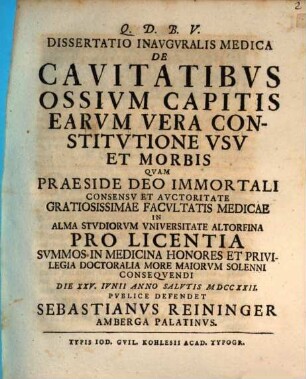 2
Q. D. B. V.
DISSERTATIO INAVGVRALIS MEDICA
DE
CAVITATIBVS
OSSIVM CAPITIS
EARVM VERA CON-
STITVTIONE VSV
ET MORBIS
QVAM
PRAESIDE DEO IMMORTALI
CONSENSV ET AVCTORITATE
GRATIOSISSIMAE FACVLTATIS MEDICAE
IN
ALMA STVDIORVM VNIVERSITATE ALTORFINA
PRO LICENTIA
SVMMOS IN MEDICINA HONORES ET PRIVI-
LEGIA DOCTORALIA MORE MAIORVM SOLENNI
CONSEQVENDI
DIE XXV. IVNII ANNO SALVTIS MDCCXXII.
PVBLICE DEFENDET
SEBASTIANVS REININGER
AMBERGA PALATINVS.
TYPIS IOD. GVIL. KOHLESII ACAD. TYPOGR.